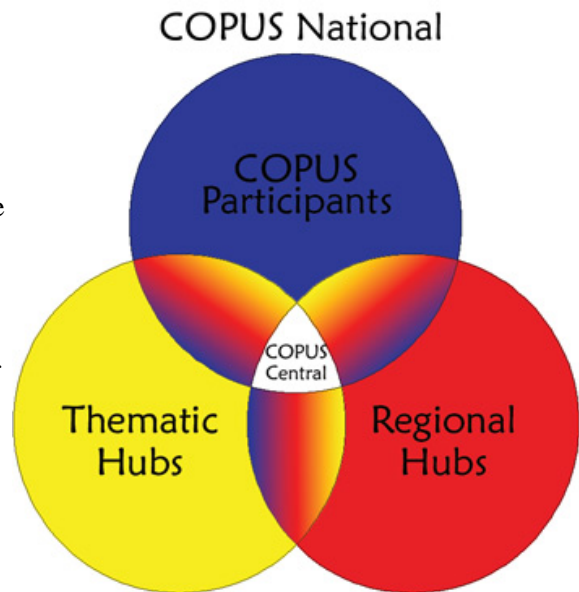 COPUS National
COPUS
Participants
e
COPUS
Central
.
Thematic
Hubs
Regional
Hubs